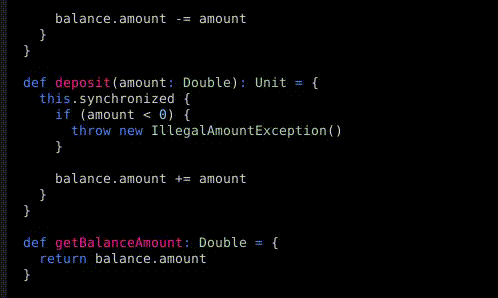 balance.amount -= amount
  }
}

def deposit(amount: Double): Unit = {
  this.synchronized {
    if (amount < 0) {
      throw new IllegalAmountException()
    }

    balance.amount += amount
  }
}

def getBalanceAmount: Double = {
  return balance.amount
}